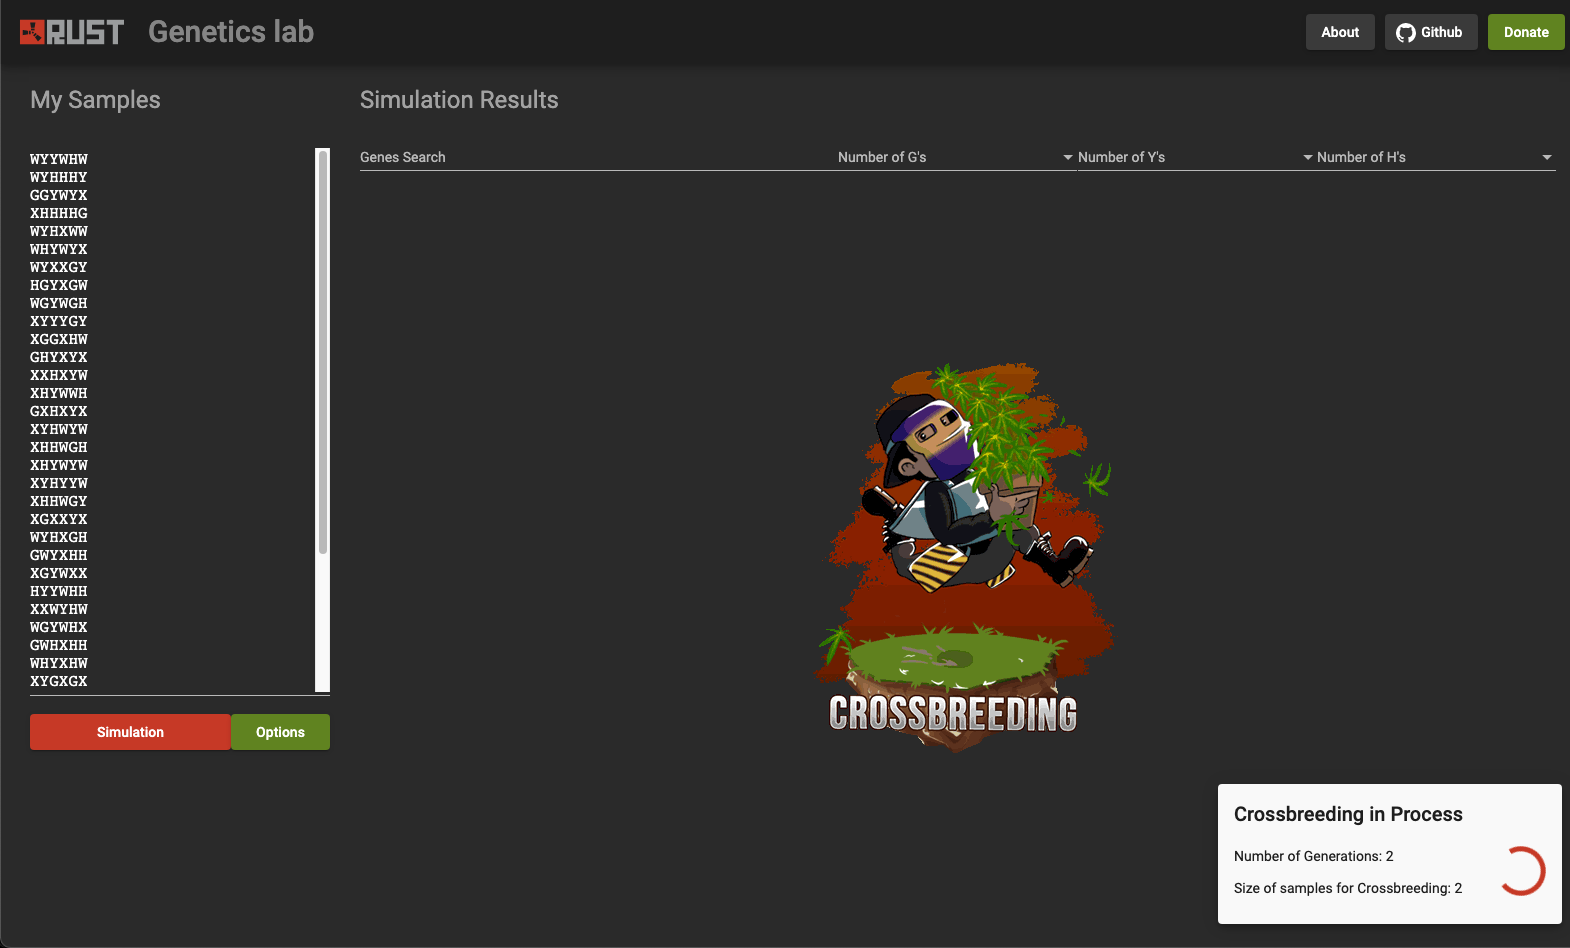 RUST Genetics lab
About
Github
Donate
My Samples
WYYWHW
WYHHHY
GGYWYX
XHHHHG
WYHXWW
WHYWYX
WYXXGY
HGYXGW
WGYWGH
XYYYGY
XGGXHW
GHYXYX
XXHXYW
XHYWWH
GXHXYX
XYHWYW
XHHWGH
XHYWYW
XYHYYW
XHHWGY
XGXXYX
WYHXGH
GWYXHH
XGYWXX
HYYWHH
XXWYHW
WGYWHX
GWHXHH
WHYXHW
XYGXGX
Simulation
Options
Simulation Results
Genes Search
Number of G's
Number of Y's
Number of H's
CROSSBREEDING
Crossbreeding in Process
Number of Generations: 2
Size of samples for Crossbreeding: 2